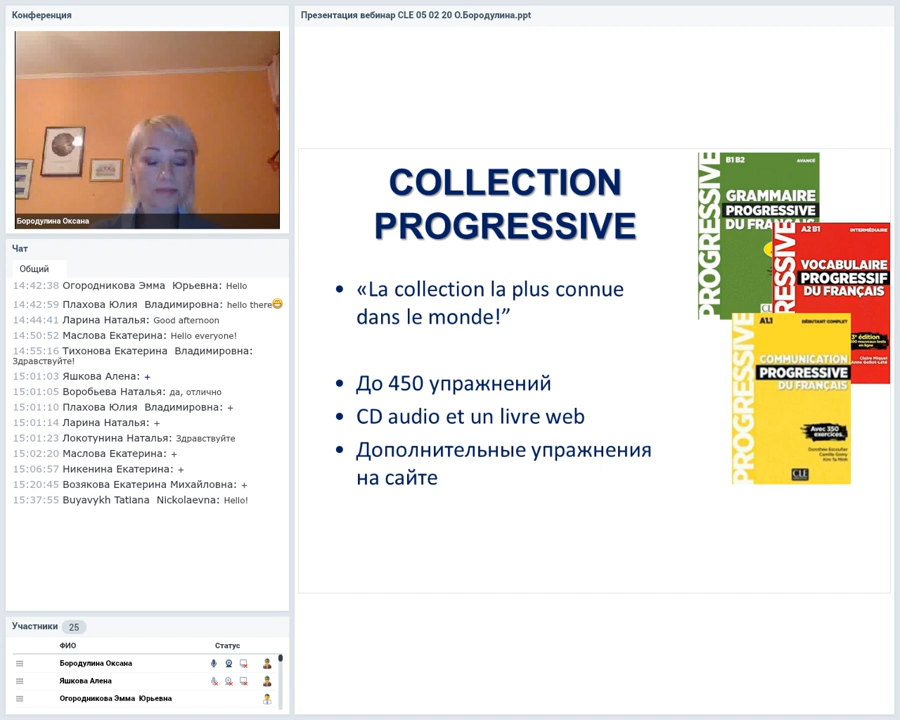 Конференция
Бородулина Оксана
Чат
Общий
14:42:38 Огородникова Эмма Юрьевна: Hello
14:42:59 Плахова Юлия Владимировна: hello there
14:44:41 Ларина Наталья: Good afternoon
14:50:52 Маслова Екатерина: Hello everyone!
14:55:16 Тихонова Екатерина Владимировна:
Здравствуйте!
15:01:03 Яшкова Алена: +
15:01:05 Воробьева Наталья: да, отлично
15:01:10 Плахова Юлия Владимировна: +
15:01:14 Ларина Наталья: +
15:01:23 Локотунина Наталья: Здравствуйте
15:02:20 Маслова Екатерина: +
15:06:57 Никенина Екатерина: +
15:20:45 Возякова Екатерина Михайловна: +
15:37:55 Buyavykh Tatiana Nickolaevna: Hello!
Участники 25
ФИО Статус
Бородулина Оксана
Яшкова Алена
Огородникова Эмма Юрьевна
Презентация вебинар CLE 05 02 20 О.Бородулина.ppt
COLLECTION
PROGRESSIVE
• «La collection la plus connue
dans le monde!”
• До 450 упражнений
• CD audio et un livre web
• Дополнительные упражнения
на сайте
PROGRESSIVE
B1 B2 AVANCÉ
GRAMMAIRE
PROGRESSIVE
DU FRANÇAIS
A2 B1 INTERMÉDIAIRE
VOCABULAIRE
PROGRESSIF
DU FRANÇAIS
3e édition
Claire Miquel
PROGRESSIVE
A1.1 DÉBUTANT COMPLET
COMMUNICATION
PROGRESSIVE
DU FRANÇAIS
Avec 350
exercices
CLE